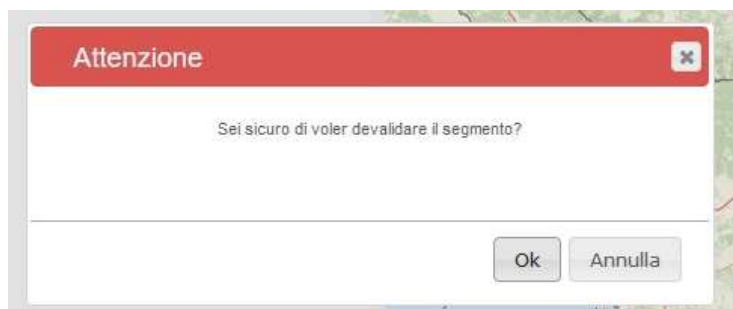 Attenzione
Sei sicuro di voler devalidare il segmento?
Ok
Annulla